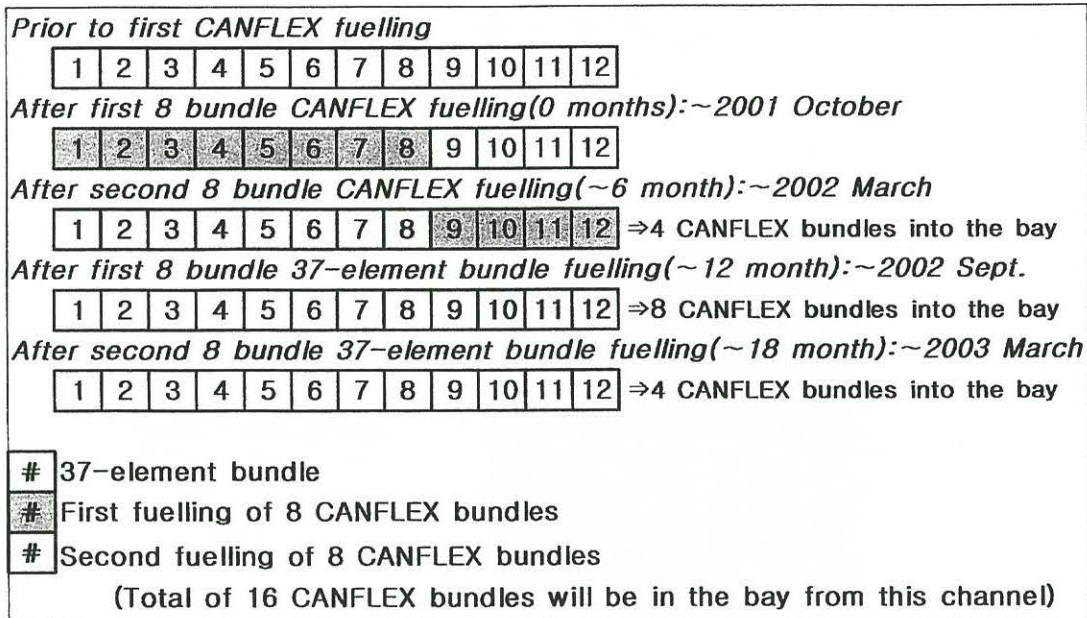 Prior to first CANFLEX fuelling
1 2 3 4 5 6 7 8 9 10 11 12
After first 8 bundle CANFLEX fuelling(0 months):~2001 October
1 2 3 4 5 6 7 8 9 10 11 12
After second 8 bundle CANFLEX fuelling(~6 month):~2002 March
1 2 3 4 5 6 7 8 9 10 11 12 ⇒4 CANFLEX bundles into the bay
After first 8 bundle 37-element bundle fuelling(~12 month):~2002 Sept.
1 2 3 4 5 6 7 8 9 10 11 12 ⇒8 CANFLEX bundles into the bay
After second 8 bundle 37-element bundle fuelling(~18 month):~2003 March
1 2 3 4 5 6 7 8 9 10 11 12 ⇒4 CANFLEX bundles into the bay
# 37-element bundle
# First fuelling of 8 CANFLEX bundles
# Second fuelling of 8 CANFLEX bundles
(Total of 16 CANFLEX bundles will be in the bay from this channel)